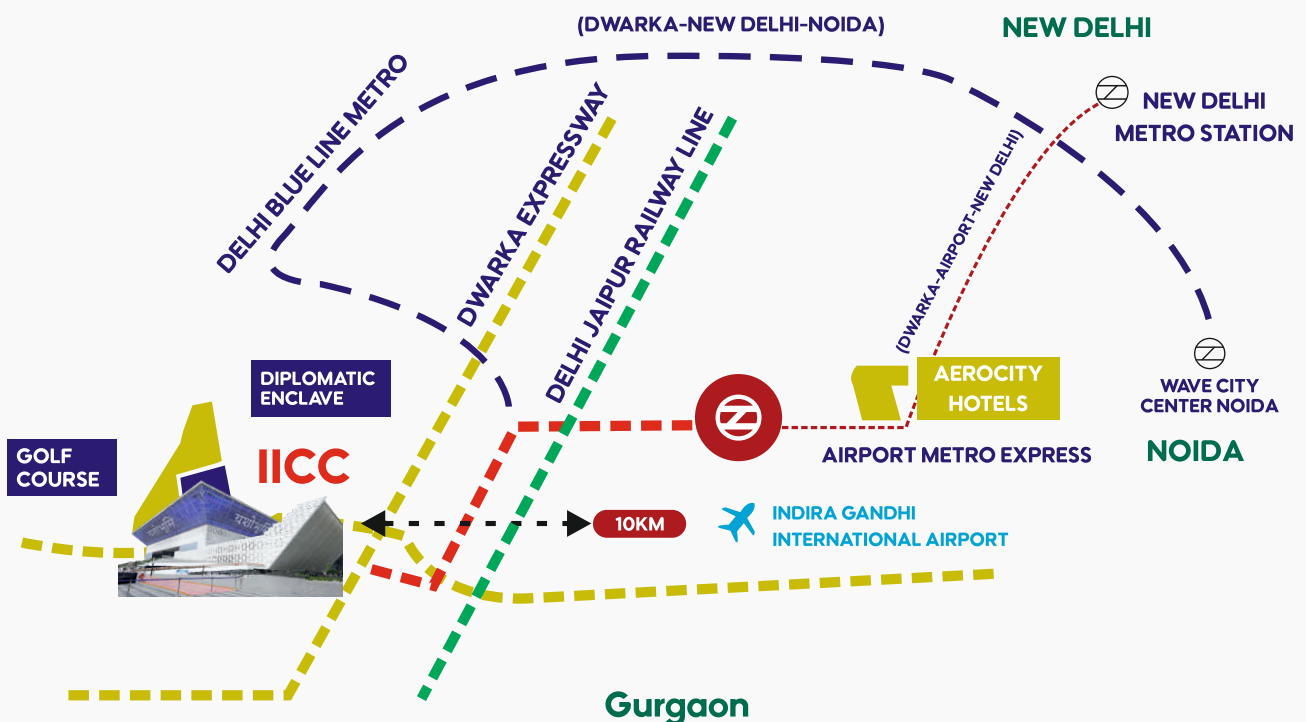 (DWARKA-NEW DELHI-NOIDA)
NEW DELHI
DELHI BLUE LINE METRO
DWARKA EXPRESSWAY
DELHI JAIPUR RAILWAY LINE
(DWARKA-AIRPORT-NEW DELHI)
NEW DELHI
METRO STATION
DIPLOMATIC
ENCLAVE
AEROCITY
HOTELS
WAVE CITY
CENTER NOIDA
GOLF
COURSE
IICC
AIRPORT METRO EXPRESS
NOIDA
यशोभूमि
यशोभूमि
10KM
INDIRA GANDHI
INTERNATIONAL AIRPORT
Gurgaon